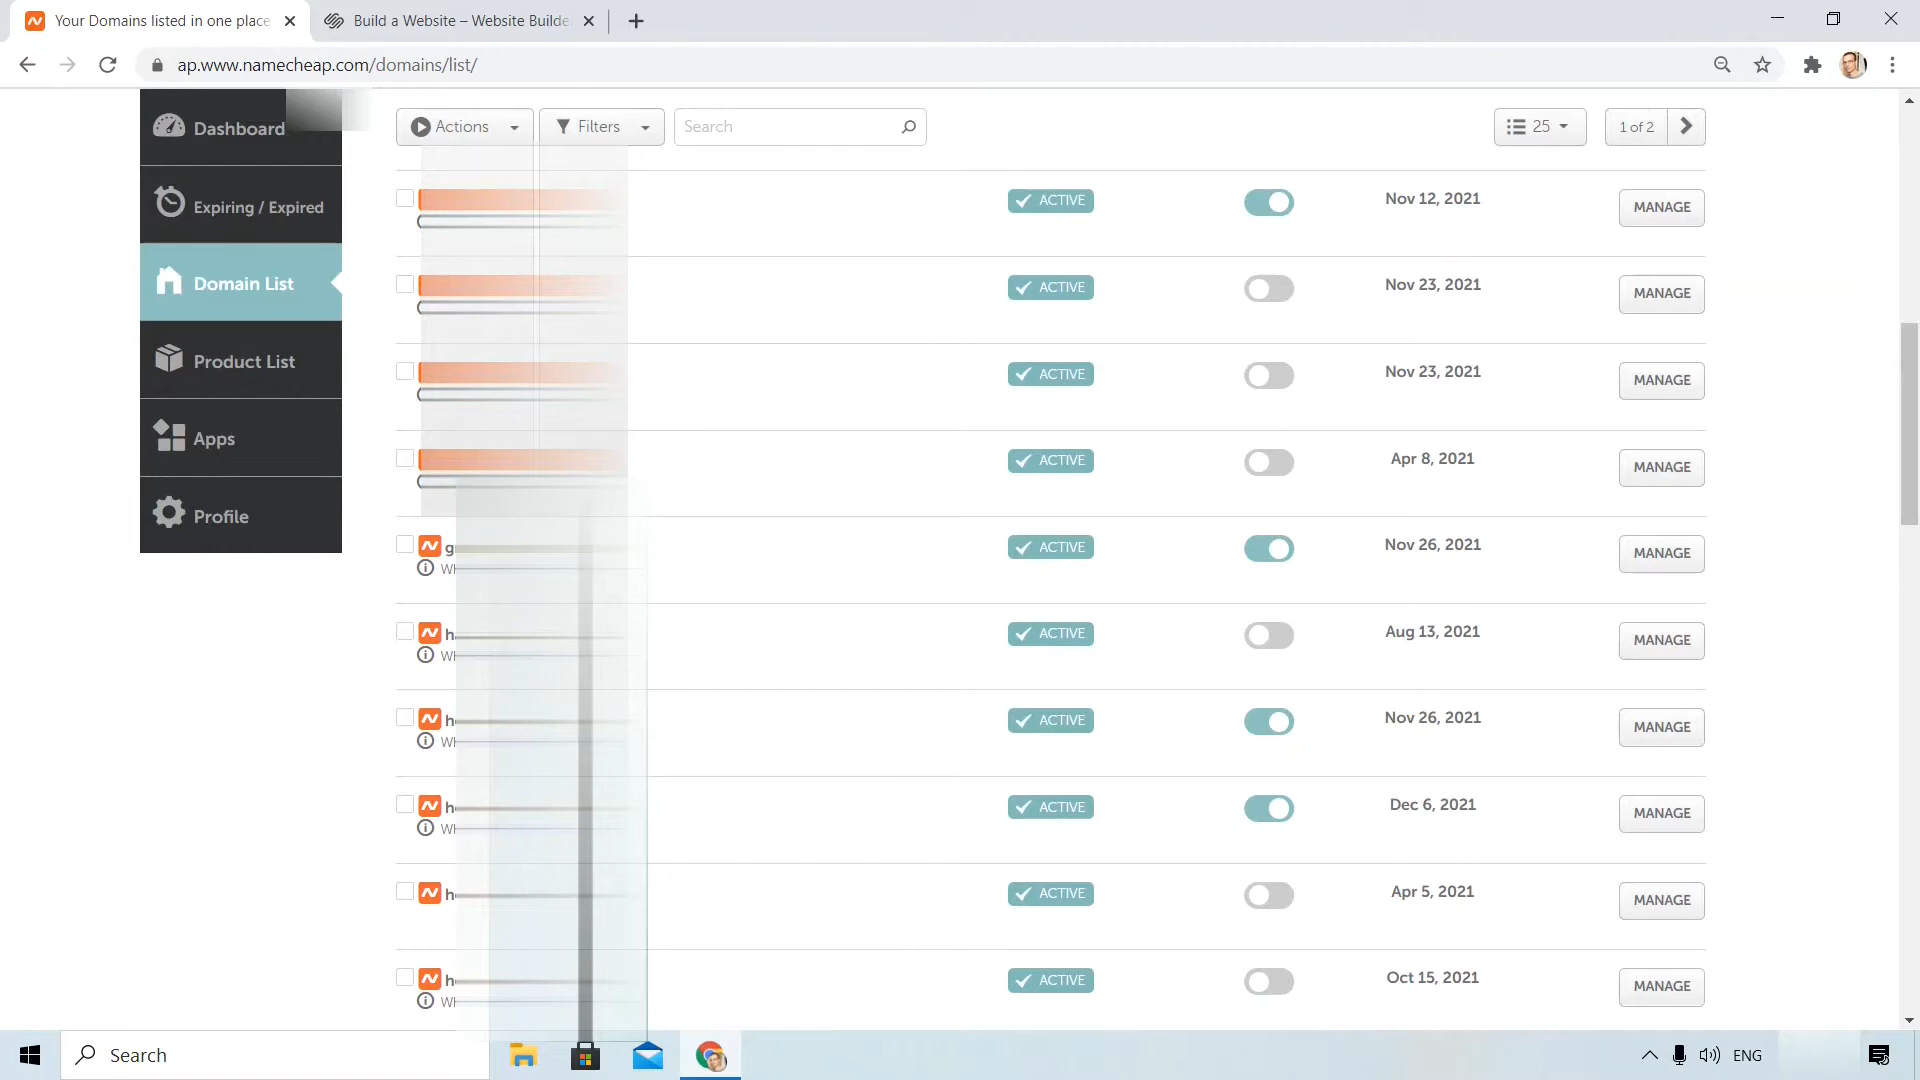 Your Domains listed in one place
Build a Website – Website Builde
ap.www.namecheap.com/domains/list/
Dashboard
Expiring / Expired
Domain List
Product List
Apps
Profile
Actions
Filters
Search
25
1 of 2
ACTIVE
Nov 12, 2021
MANAGE
ACTIVE
Nov 23, 2021
MANAGE
ACTIVE
Nov 23, 2021
MANAGE
ACTIVE
Apr 8, 2021
MANAGE
g
ACTIVE
Nov 26, 2021
MANAGE
h
ACTIVE
Aug 13, 2021
MANAGE
h
ACTIVE
Nov 26, 2021
MANAGE
h
ACTIVE
Dec 6, 2021
MANAGE
h
ACTIVE
Apr 5, 2021
MANAGE
h
ACTIVE
Oct 15, 2021
MANAGE
Search
ENG